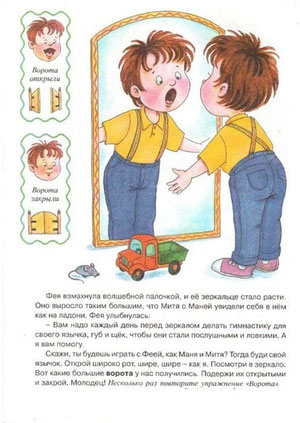 Ворота
открыли
Ворота
закрыли
Фея взмахнула волшебной палочкой, и её зеркальце стало расти.
Оно выросло таким большим, что Митя с Маней увидели себя в нём
как на ладони. Фея улыбнулась:
– Вам надо каждый день перед зеркалом делать гимнастику для
своего язычка, губ и щёк, чтобы они стали послушными и ловкими. А
я вам помогу.
Скажи, ты будешь играть с Феей, как Маня и Митя? Тогда буди свой
язычок. Открой широко рот, шире, шире – как я. Посмотри в зеркало.
Вот какие большие ворота у нас получились. Подержи их открытыми
и закрой. Молодец! Несколько раз повторите упражнение «Ворота».